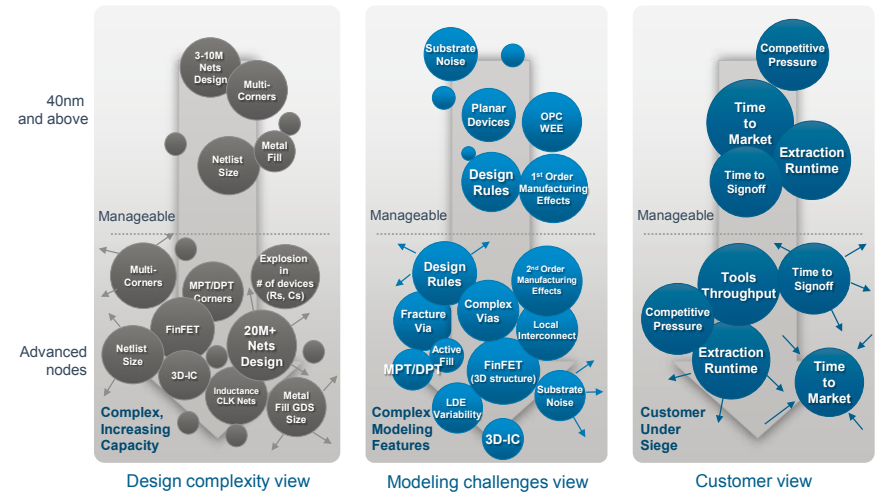 40nm
and above
Advanced
nodes
3-10M
Nets
Design
Multi-
Corners
Metal
Fill
Netlist
Size
Manageable
Multi-
Corners
MPT/DPT
Corners
Explosion
in
# of devices
(Rs, Cs)
FinFET
20M+
Nets
Design
Netlist
Size
3D-IC
Inductance
CLK Nets
Metal
Fill GDS
Size
Complex,
Increasing
Capacity
Design complexity view
Substrate
Noise
Planar
Devices
OPC
WEE
Design
Rules
1st Order
Manufacturing
Effects
Manageable
Design
Rules
2nd Order
Manufacturing
Effects
Complex
Vias
Fracture
Via
Local
Interconnect
Active
Fill
MPT/DPT
FinFET
(3D structure)
Substrate
Noise
LDE
Variability
3D-IC
Complex
Modeling
Features
Modeling challenges view
Competitive
Pressure
Time
to
Market
Extraction
Runtime
Time to
Signoff
Manageable
Tools
Throughput
Time to
Signoff
Competitive
Pressure
Extraction
Runtime
Time
to
Market
Customer
Under
Siege
Customer view